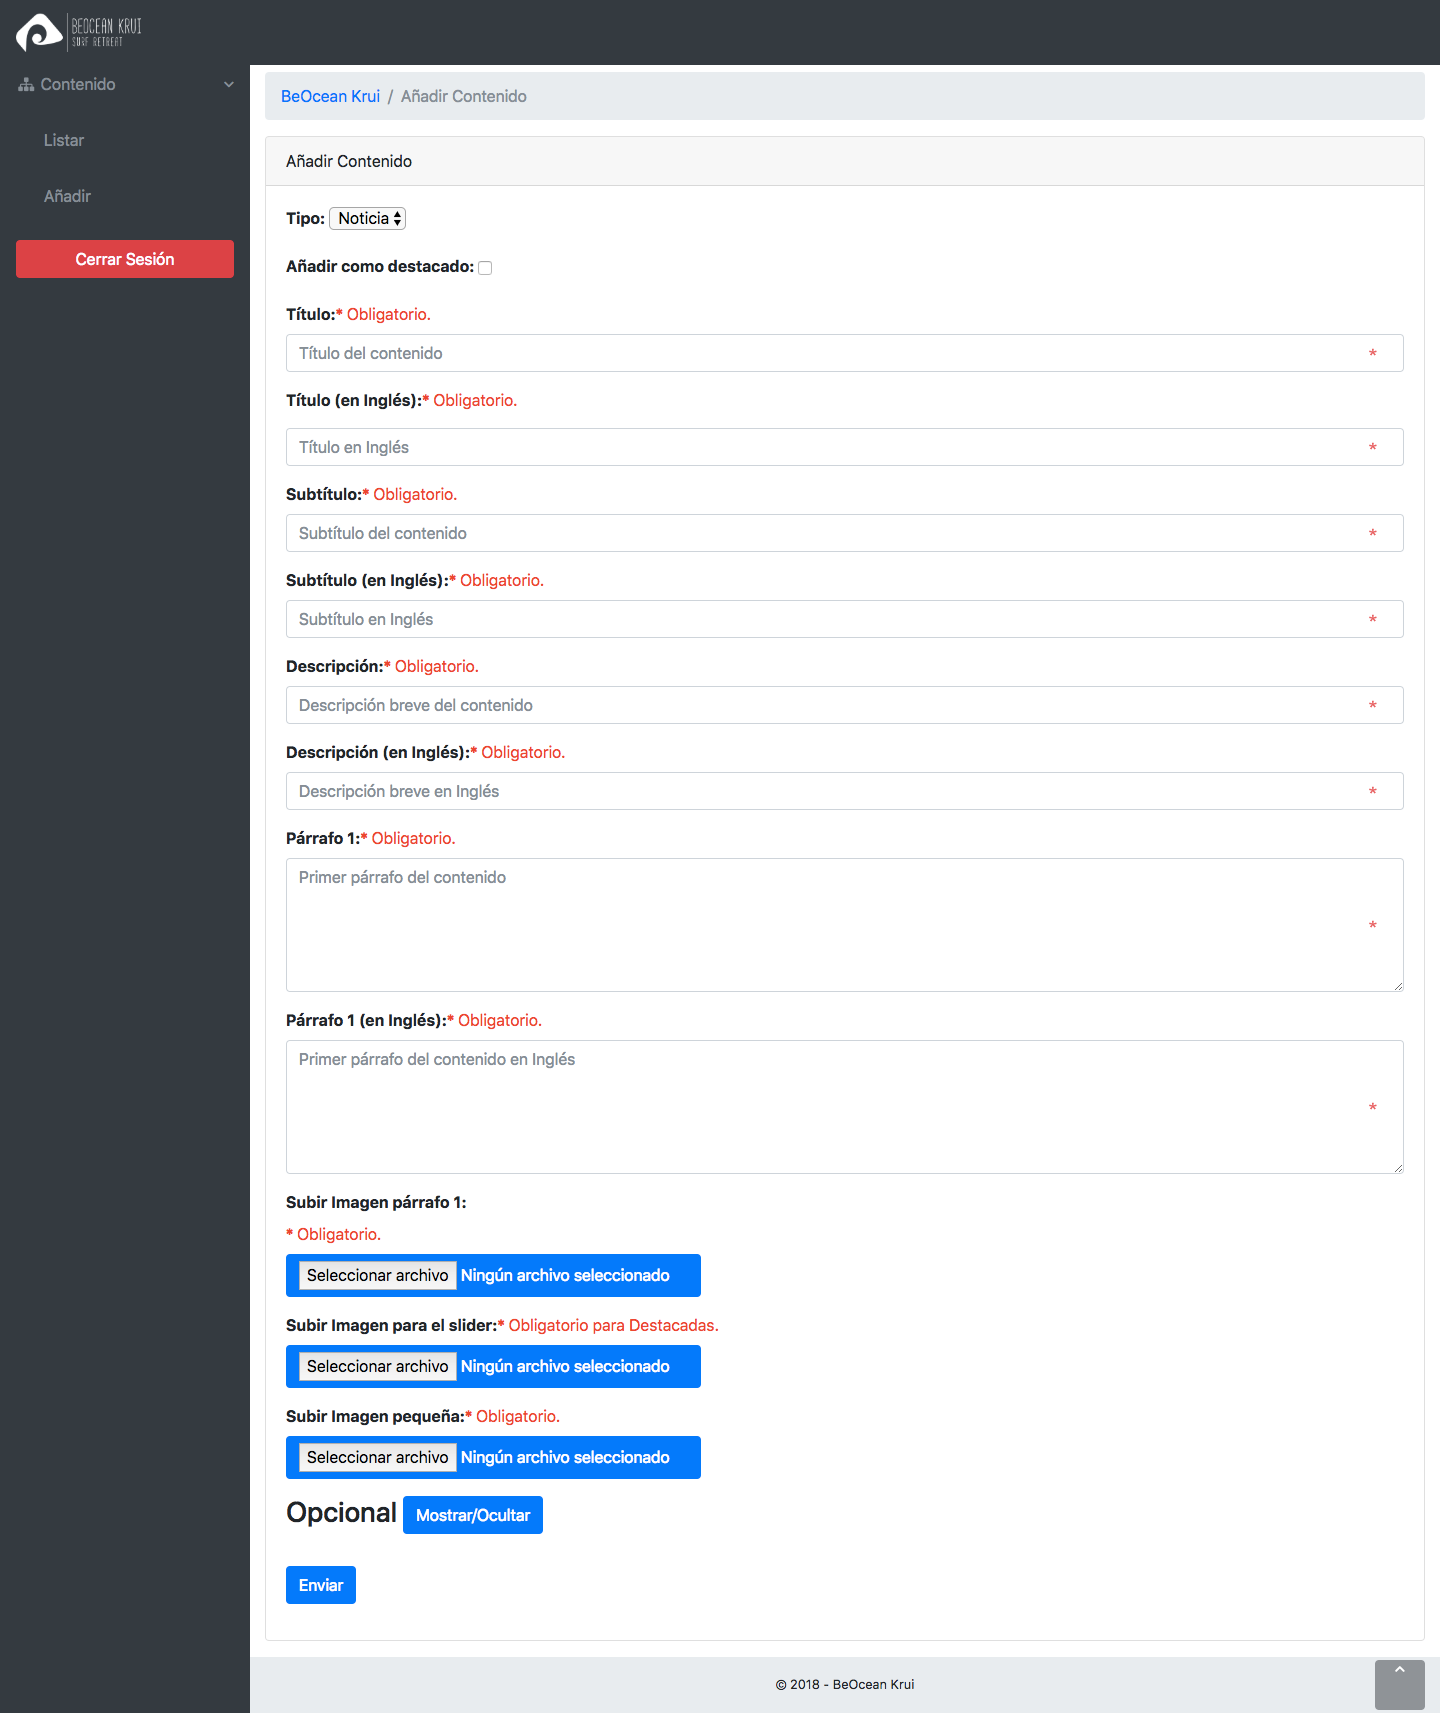 BEOCEAN KRUI
SURF RETREAT
Contenido
Listar
Añadir
Cerrar Sesión
BeOcean Krui / Añadir Contenido
Añadir Contenido
Tipo: Noticia
Añadir como destacado:
Título:* Obligatorio.
Título del contenido *
Título (en Inglés):* Obligatorio.
Título en Inglés *
Subtítulo:* Obligatorio.
Subtítulo del contenido *
Subtítulo (en Inglés):* Obligatorio.
Subtítulo en Inglés *
Descripción:* Obligatorio.
Descripción breve del contenido *
Descripción (en Inglés):* Obligatorio.
Descripción breve en Inglés *
Párrafo 1:* Obligatorio.
Primer párrafo del contenido
*
Párrafo 1 (en Inglés):* Obligatorio.
Primer párrafo del contenido en Inglés
*
Subir Imagen párrafo 1:
* Obligatorio.
Seleccionar archivo Ningún archivo seleccionado
Subir Imagen para el slider:* Obligatorio para Destacadas.
Seleccionar archivo Ningún archivo seleccionado
Subir Imagen pequeña:* Obligatorio.
Seleccionar archivo Ningún archivo seleccionado
Opcional Mostrar/Ocultar
Enviar
© 2018 - BeOcean Krui